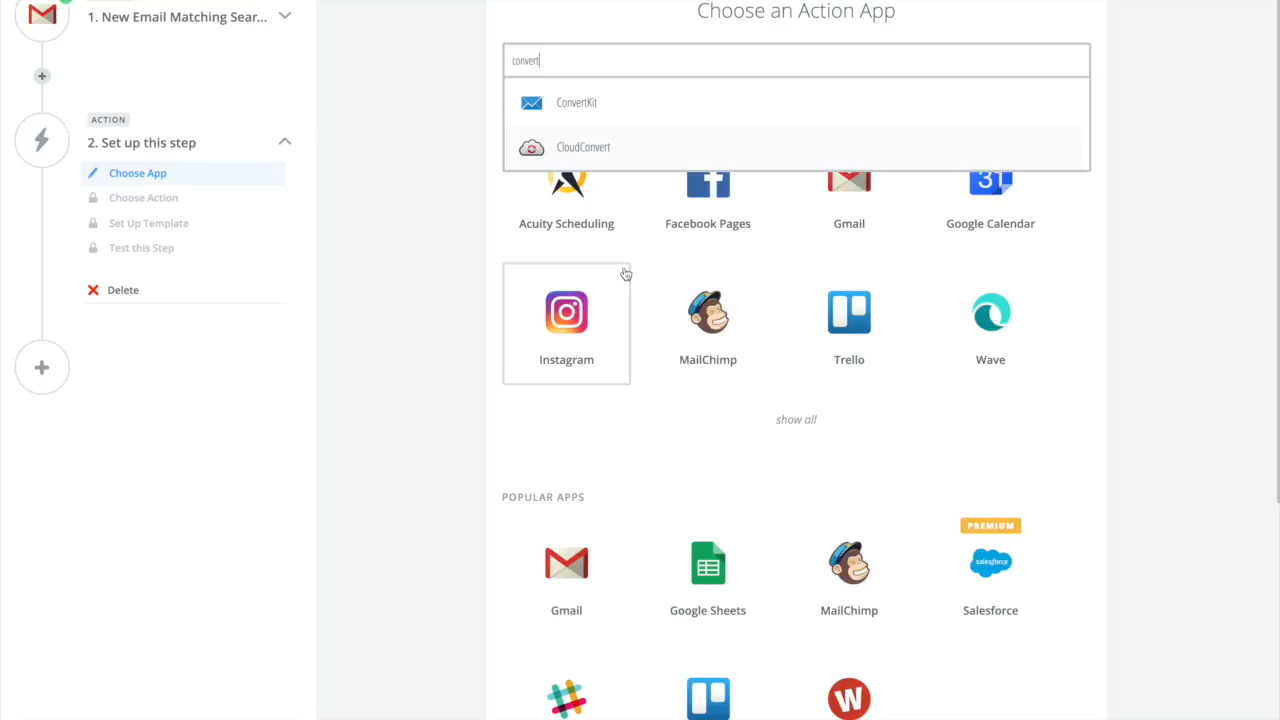 1. New Email Matching Sear...
ACTION
2. Set up this step
Choose App
Choose Action
Set Up Template
Test this Step
Delete
Choose an Action App
convert
ConvertKit
CloudConvert
31
Acuity Scheduling
Facebook Pages
Gmail
Google Calendar
Instagram
MailChimp
Trello
Wave
show all
POPULAR APPS
PREMIUM
salesforce
Gmail
Google Sheets
MailChimp
Salesforce
W